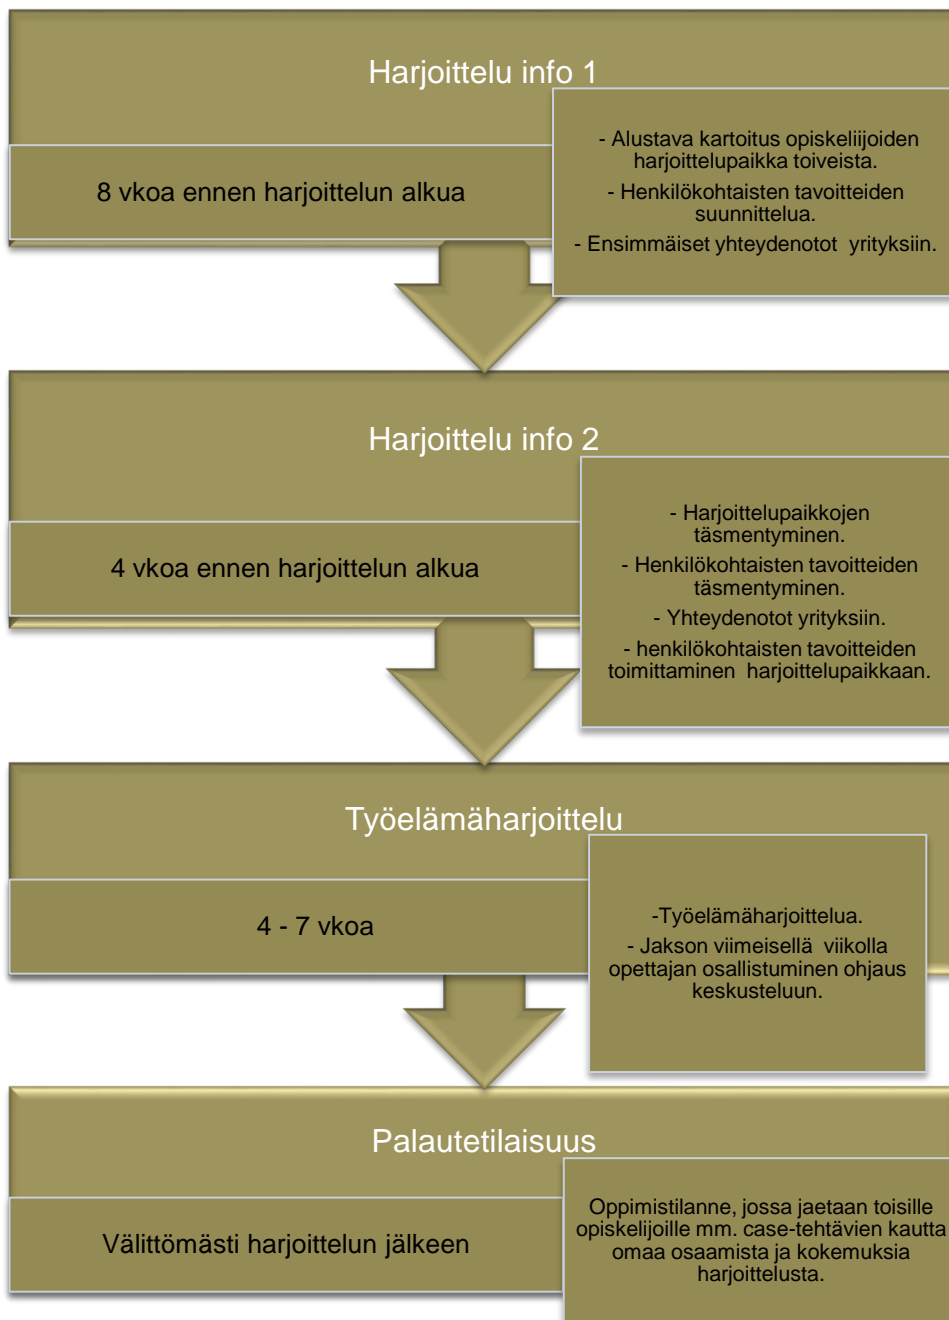 Harjoittelu info 1
8 vkoa ennen harjoittelun alkua
- Alustava kartoitus opiskeliijoiden
harjoittelupaikka toiveista.
- Henkilökohtaisten tavoitteiden
suunnittelua.
- Ensimmäiset yhteydenotot yrityksiin.
Harjoittelu info 2
4 vkoa ennen harjoittelun alkua
- Harjoittelupaikkojen
täsmentyminen.
- Henkilökohtaisten tavoitteiden
täsmentyminen.
- Yhteydenotot yrityksiin.
- henkilökohtaisten tavoitteiden
toimittaminen harjoittelupaikkaan.
Työelämäharjoittelu
4 - 7 vkoa
-Työelämäharjoittelua.
- Jakson viimeisellä viikolla
opettajan osallistuminen ohjaus
keskusteluun.
Palautetilaisuus
Välittömästi harjoittelun jälkeen
Oppimistilanne, jossa jaetaan toisille
opiskelijoille mm. case-tehtävien kautta
omaa osaamista ja kokemuksia
harjoittelusta.